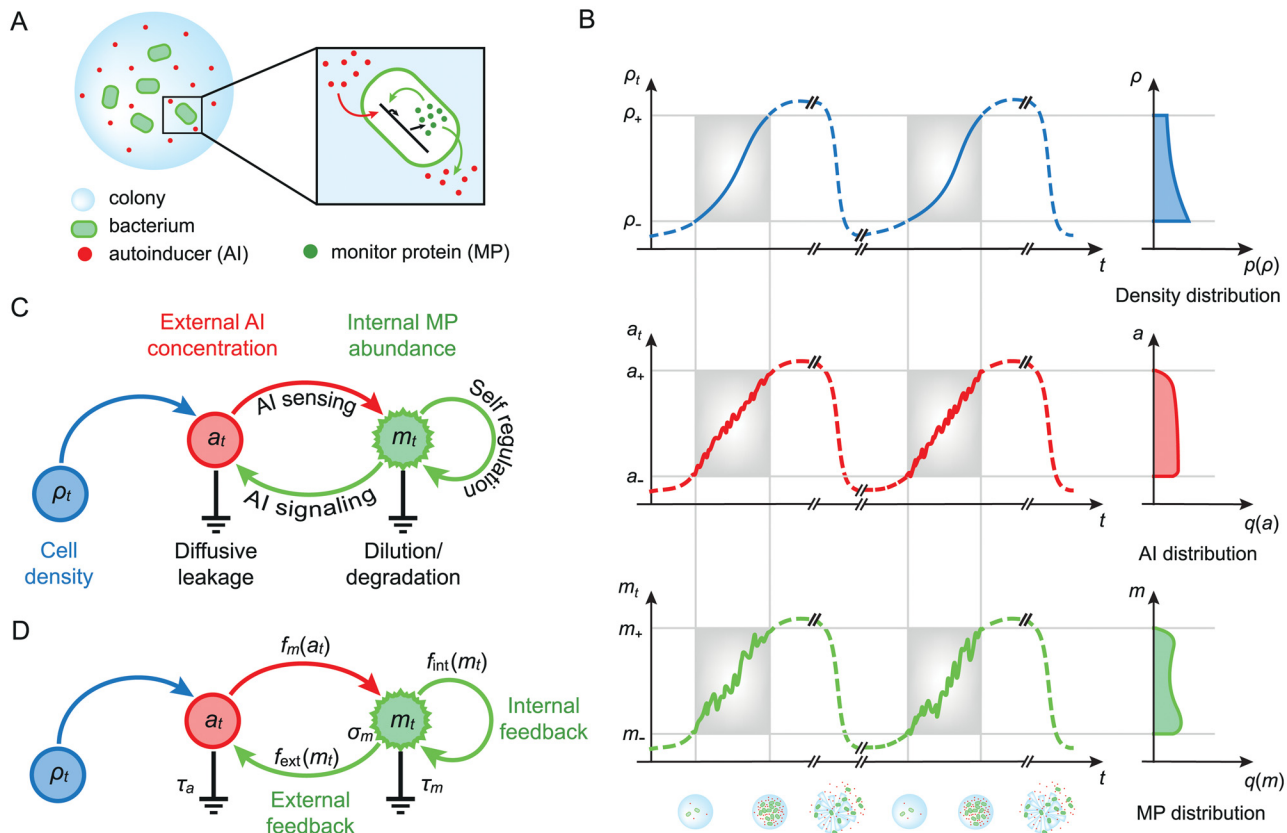 A
colony
bacterium
autoinducer (AI)
monitor protein (MP)
B
ρt
ρ+
ρ−
t
ρ
p(ρ)
Density distribution
at
a+
a−
t
a
q(a)
AI distribution
mt
m+
m−
t
m
q(m)
MP distribution
C
External AI
concentration
Internal MP
abundance
AI sensing
Self regulation
at
mt
ρt
AI signaling
Cell
density
Diffusive
leakage
Dilution/
degradation
D
fm(at)
fint(mt)
at
mt
Internal
feedback
σm
ρt
fext(mt)
τa
τm
External
feedback